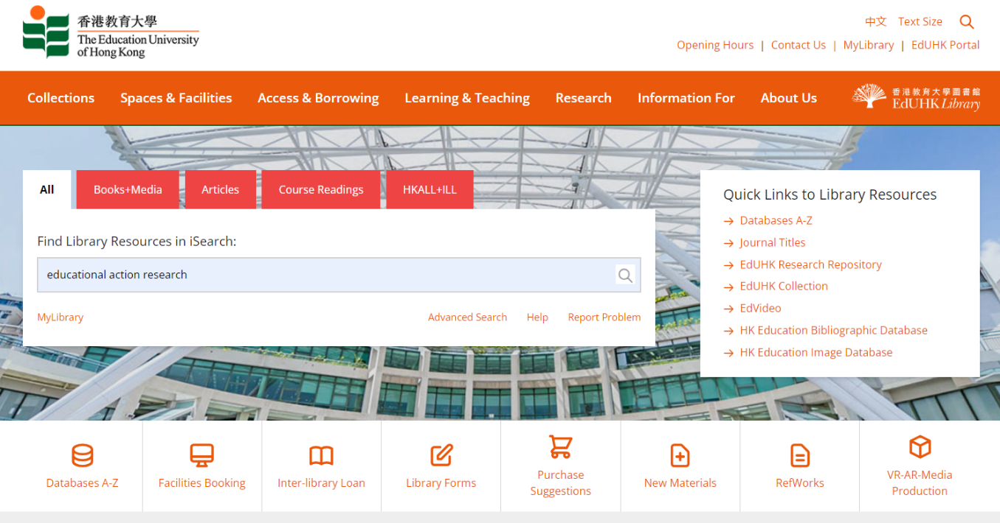 香港教育大學
The Education University
of Hong Kong
中文 Text Size
Opening Hours | Contact Us | MyLibrary | EdUHK Portal
Collections Spaces & Facilities Access & Borrowing Learning & Teaching Research Information For About Us
香港教育大學圖書館
EdUHK Library
All Books+Media Articles Course Readings HKALL+ILL
Find Library Resources in iSearch:
educational action research
MyLibrary Advanced Search Help Report Problem
Quick Links to Library Resources
Databases A-Z
Journal Titles
EdUHK Research Repository
EdUHK Collection
EdVideo
HK Education Bibliographic Database
HK Education Image Database
Databases A-Z
Facilities Booking
Inter-library Loan
Library Forms
Purchase
Suggestions
New Materials
RefWorks
VR-AR-Media
Production